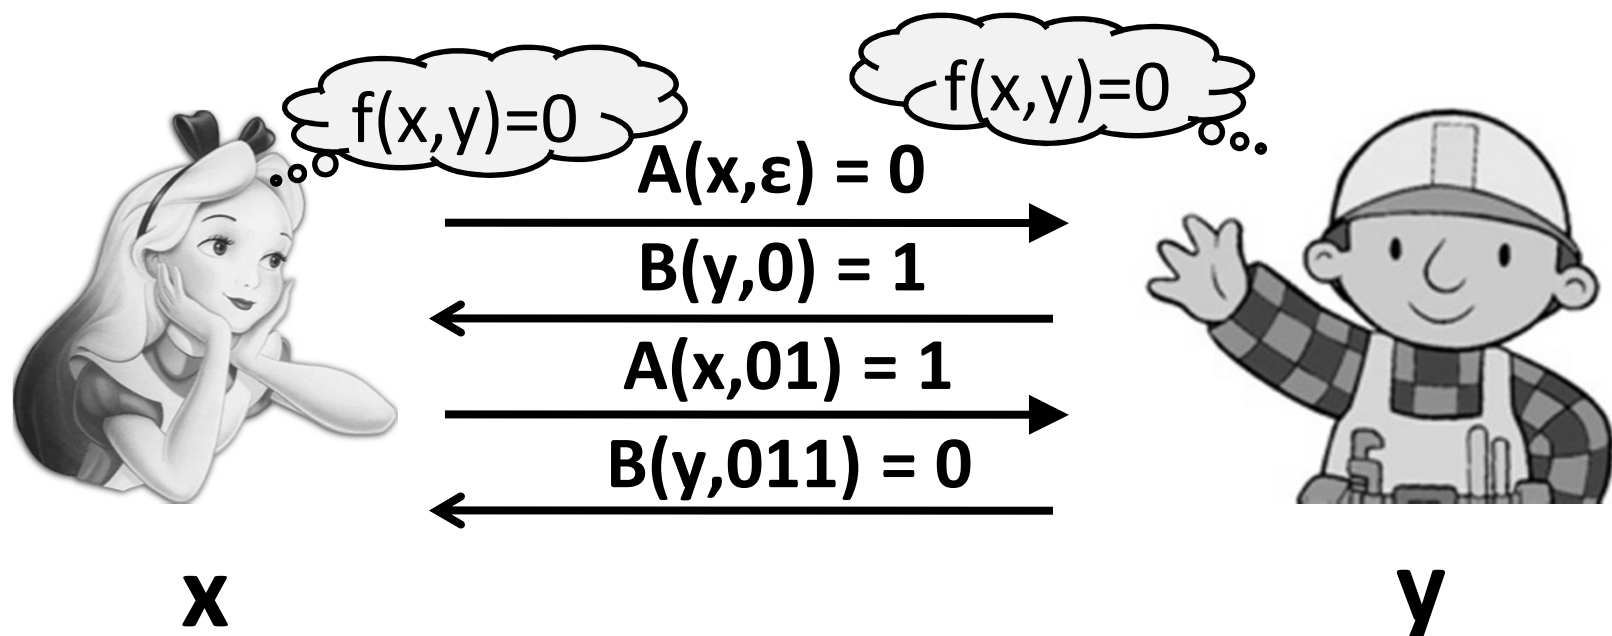 f(x,y)=0
f(x,y)=0
A(x,ε) = 0
B(y,0) = 1
A(x,01) = 1
B(y,011) = 0
x
y